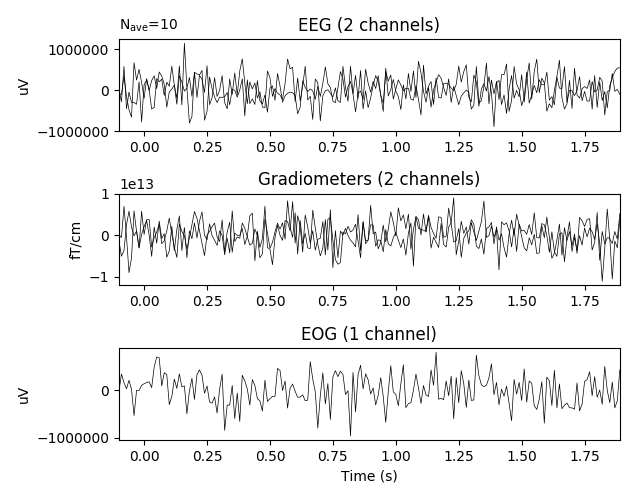 N_ave=10
EEG (2 channels)
1000000
0
−1000000
uV
0.00 0.25 0.50 0.75 1.00 1.25 1.50 1.75
1e13
Gradiometers (2 channels)
1
0
−1
fT/cm
0.00 0.25 0.50 0.75 1.00 1.25 1.50 1.75
EOG (1 channel)
0
−1000000
uV
0.00 0.25 0.50 0.75 1.00 1.25 1.50 1.75
Time (s)